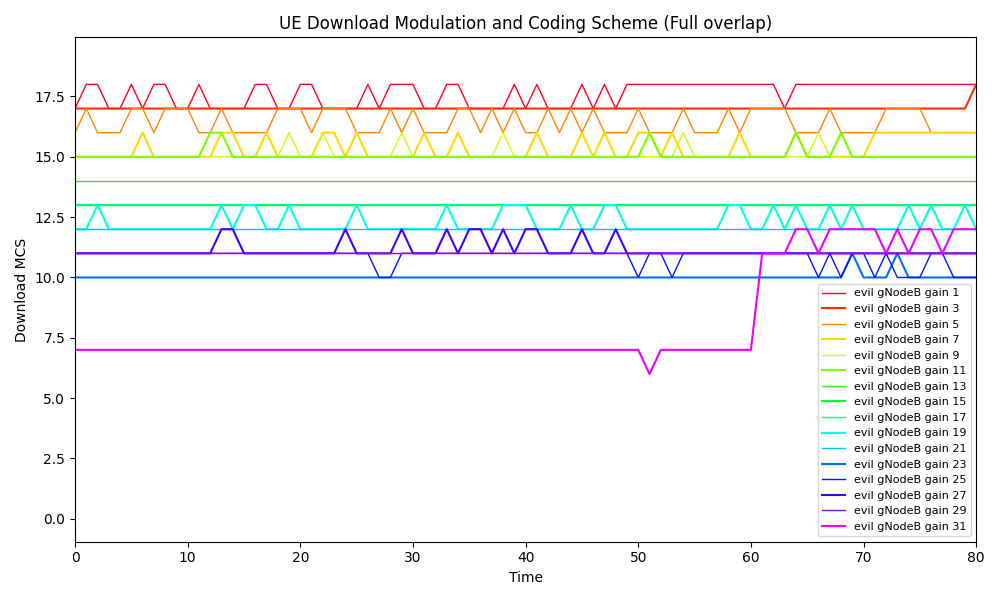 UE Download Modulation and Coding Scheme (Full overlap)
Download MCS
17.5
15.0
12.5
10.0
7.5
5.0
2.5
0.0
0 10 20 30 40 50 60 70 80
Time
evil gNodeB gain 1
evil gNodeB gain 3
evil gNodeB gain 5
evil gNodeB gain 7
evil gNodeB gain 9
evil gNodeB gain 11
evil gNodeB gain 13
evil gNodeB gain 15
evil gNodeB gain 17
evil gNodeB gain 19
evil gNodeB gain 21
evil gNodeB gain 23
evil gNodeB gain 25
evil gNodeB gain 27
evil gNodeB gain 29
evil gNodeB gain 31